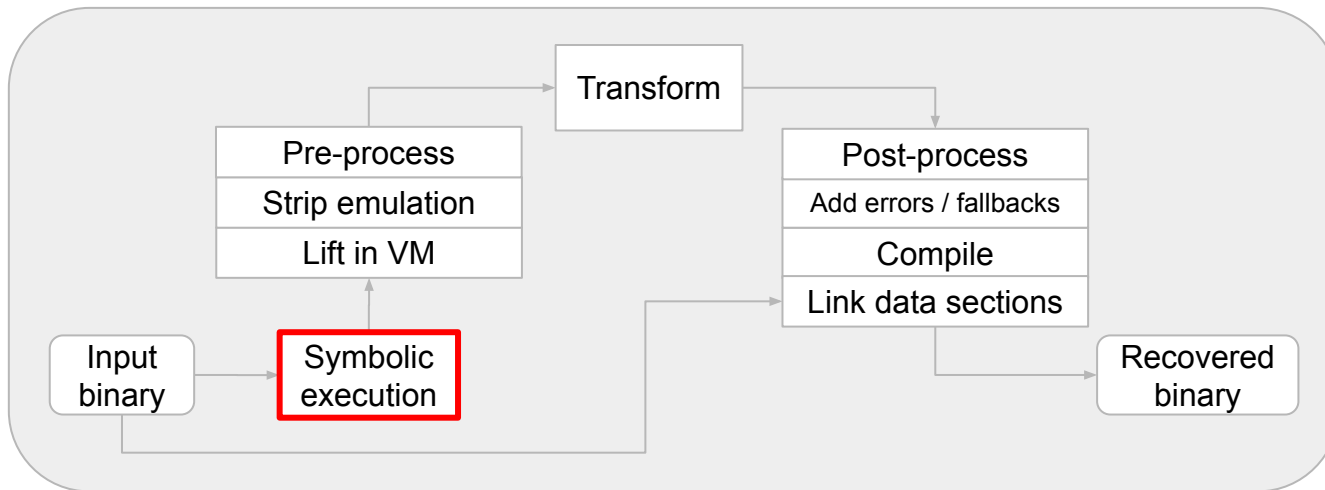 Transform
Pre-process
Strip emulation
Lift in VM
Post-process
Add errors / fallbacks
Compile
Link data sections
Input
binary
Symbolic
execution
Recovered
binary